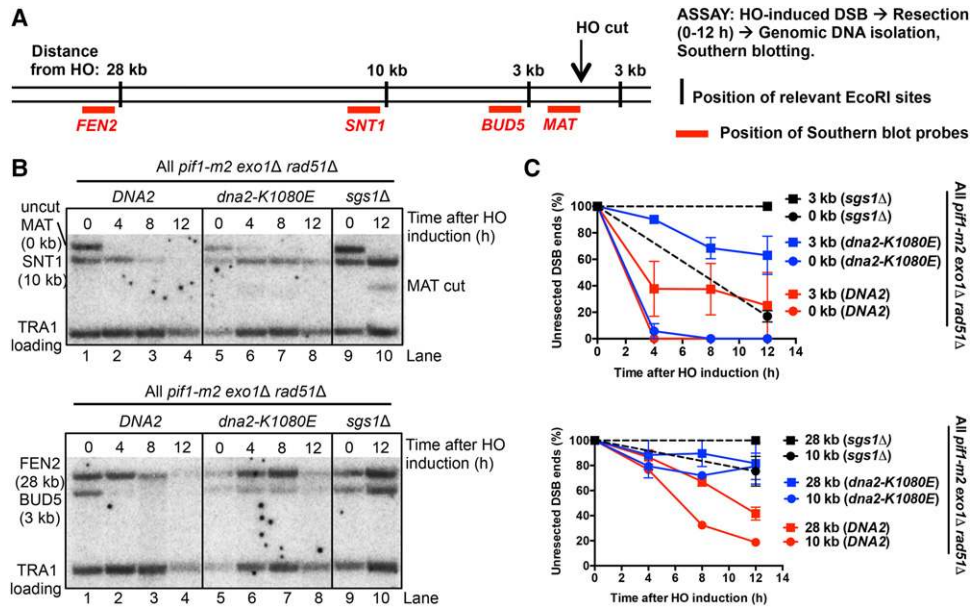 A
Distance
from HO: 28 kb
10 kb
3 kb
HO cut
3 kb
FEN2
SNT1
BUD5
MAT
ASSAY: HO-induced DSB → Resection
(0-12 h) → Genomic DNA isolation,
Southern blotting.
Position of relevant EcoRI sites
Position of Southern blot probes
B
All pif1-m2 exo1Δ rad51Δ
DNA2 dna2-K1080E sgs1Δ
0 4 8 12 0 4 8 12 0 12
Time after HO
induction (h)
uncut
MAT
(0 kb)
SNT1
(10 kb)
MAT cut
TRA1
loading
1 2 3 4 5 6 7 8 9 10 Lane
All pif1-m2 exo1Δ rad51Δ
DNA2 dna2-K1080E sgs1Δ
0 4 8 12 0 4 8 12 0 12
Time after HO
induction (h)
FEN2
(28 kb)
BUD5
(3 kb)
TRA1
loading
1 2 3 4 5 6 7 8 9 10 Lane
C
Unresected DSB ends (%)
100
80
60
40
20
0
0 2 4 6 8 10 12 14
Time after HO induction (h)
3 kb (sgs1Δ)
0 kb (sgs1Δ)
3 kb (dna2-K1080E)
0 kb (dna2-K1080E)
3 kb (DNA2)
0 kb (DNA2)
All pif1-m2 exo1Δ rad51Δ
Unresected DSB ends (%)
100
80
60
40
20
0
0 2 4 6 8 10 12 14
Time after HO induction (h)
28 kb (sgs1Δ)
10 kb (sgs1Δ)
28 kb (dna2-K1080E)
10 kb (dna2-K1080E)
28 kb (DNA2)
10 kb (DNA2)
All pif1-m2 exo1Δ rad51Δ